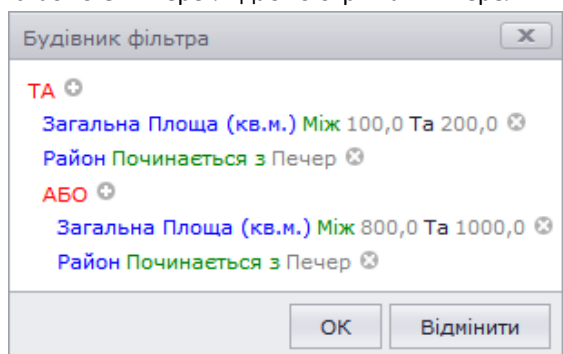 Будівник фільтра
ТА
Загальна Площа (кв.м.) Між 100,0 Та 200,0
Район Починається з Печер
АБО
Загальна Площа (кв.м.) Між 800,0 Та 1000,0
Район Починається з Печер
ОК Відмінити